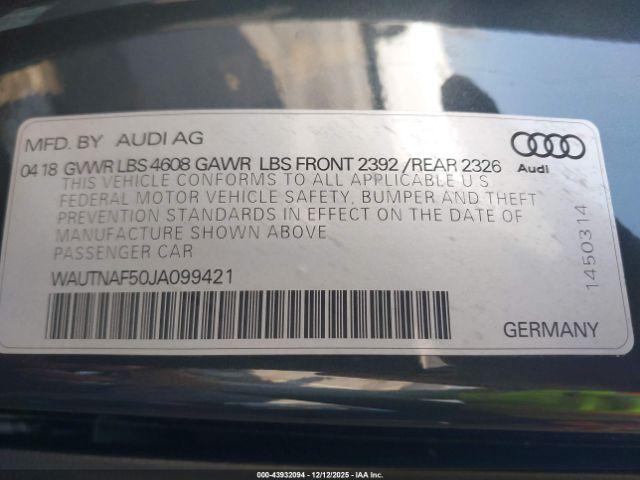 MFD. BY AUDI AG
04 18 GVWR LBS 4608 GAWR LBS FRONT 2392 /REAR 2326
THIS VEHICLE CONFORMS TO ALL APPLICABLE U S
FEDERAL MOTOR VEHICLE SAFETY, BUMPER AND THEFT
PREVENTION STANDARDS IN EFFECT ON THE DATE OF
MANUFACTURE SHOWN ABOVE
PASSENGER CAR
WAUTNAF50JA099421
Audi
1450314
GERMANY
000-43932094 - 12/12/2025 - IAA Inc.